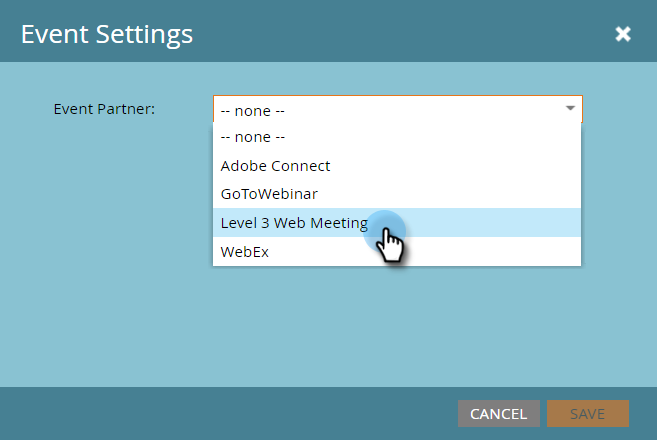 Event Settings
Event Partner:
-- none --
-- none --
Adobe Connect
GoToWebinar
Level 3 Web Meeting
WebEx
CANCEL
SAVE